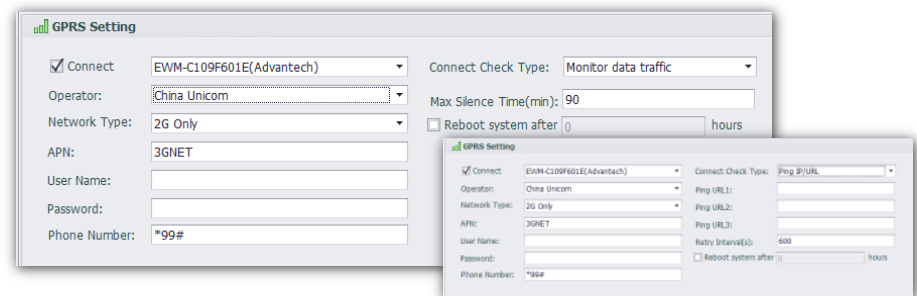 GPRS Setting
Connect EWM-C109F601E(Advantech) Connect Check Type: Monitor data traffic
Operator: China Unicom Max Silence Time(min): 90
Network Type: 2G Only Reboot system after 0 hours
APN: 3GNET
User Name:
Password:
Phone Number: *99#
GPRS Setting
Connect EWM-C109F601E(Advantech) Connect Check Type: Ping IP/URL
Operator: China Unicom Ping URL1:
Network Type: 2G Only Ping URL2:
APN: 3GNET Ping URL3:
User Name: Retry Interval(s): 600
Password: Reboot system after 0 hours
Phone Number: *99#